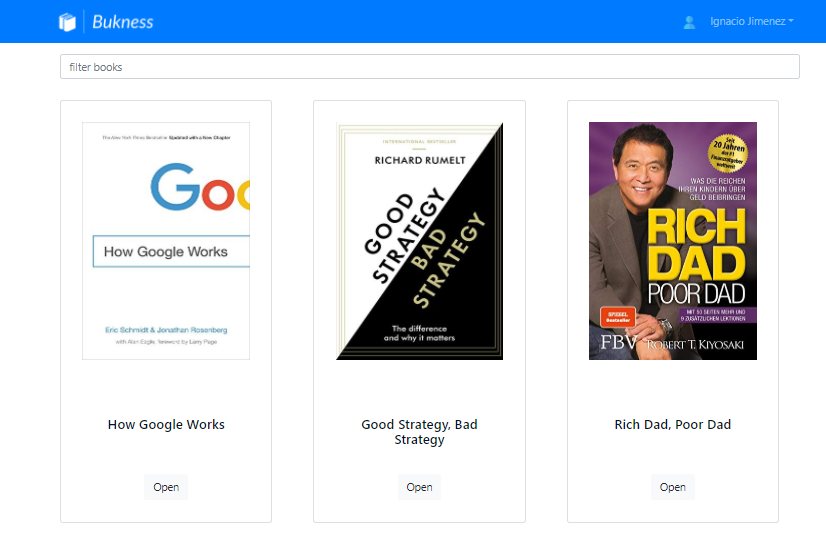 Bukness
Ignacio Jimenez
filter books
The New York Times Bestseller Updated with a New Chapter
Goo
How Google Works
Eric Schmidt & Jonathan Rosenberg
with Alan Eagle, foreword by Larry Page
How Google Works
Open
INTERNATIONAL BESTSELLER
RICHARD RUMELT
GOOD
STRATEGY
BAD
STRATEGY
The difference
and why it matters
Good Strategy, Bad
Strategy
Open
Seit
20 Jahren
der #1
Finanzratgeber
weltweit!
WAS DIE REICHEN
IHREN KINDERN ÜBER
GELD BEIBRINGEN
RICH
DAD
POOR DAD
MIT 90 SEITEN MEHR UND
9 ZUSÄTZLICHEN LEKTIONEN
SPIEGEL
Bestseller
FBV
ROBERT T. KIYOSAKI
Rich Dad, Poor Dad
Open